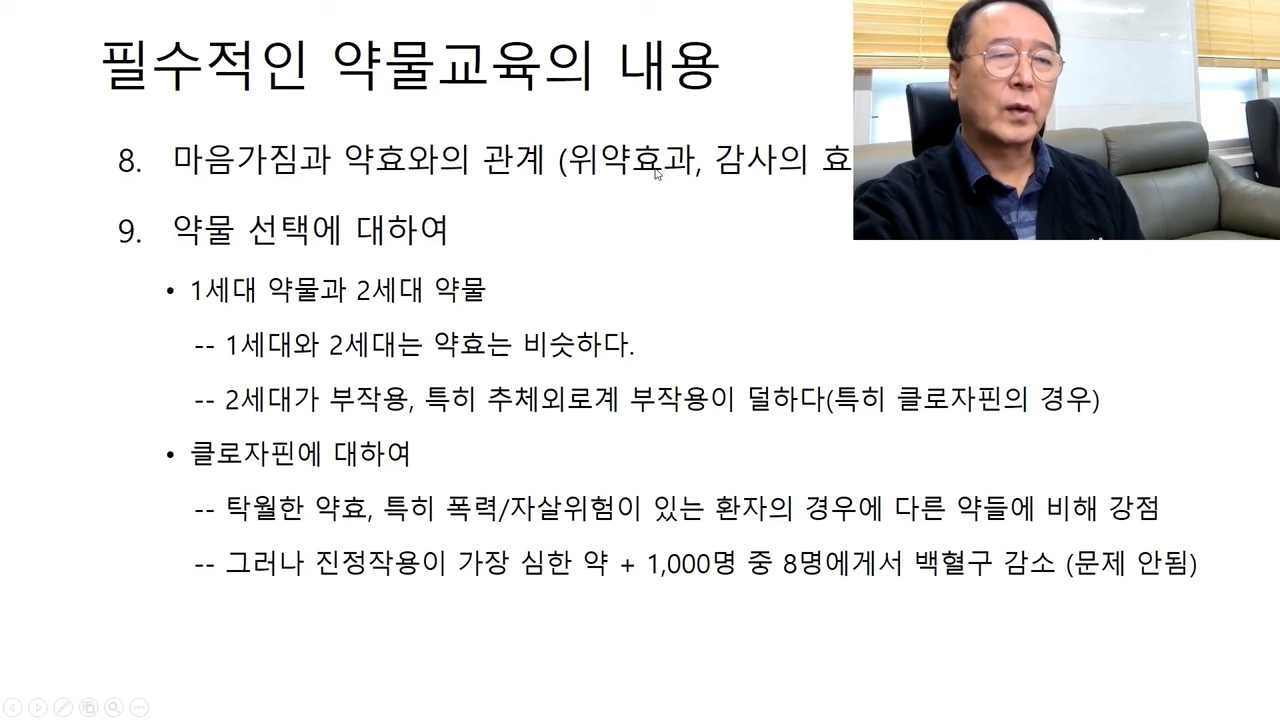 필수적인 약물교육의 내용
8. 마음가짐과 약효와의 관계 (위약효과, 감사의 효
9. 약물 선택에 대하여
• 1세대 약물과 2세대 약물
-- 1세대와 2세대는 약효는 비슷하다.
-- 2세대가 부작용, 특히 추체외로계 부작용이 덜하다(특히 클로자핀의 경우)
• 클로자핀에 대하여
-- 탁월한 약효, 특히 폭력/자살위험이 있는 환자의 경우에 다른 약들에 비해 강점
-- 그러나 진정작용이 가장 심한 약 + 1,000명 중 8명에게서 백혈구 감소 (문제 안됨)